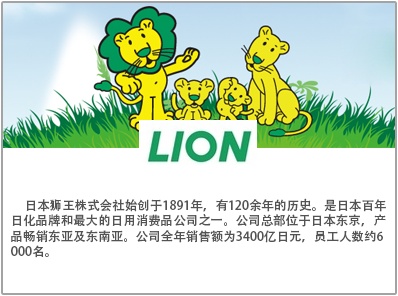 LION
日本狮王株式会社始创于1891年，有120余年的历史。是日本百年
日化品牌和最大的日用消费品公司之一。公司总部位于日本东京，产
品畅销东亚及东南亚。公司全年销售额为3400亿日元，员工人数约6
000名。